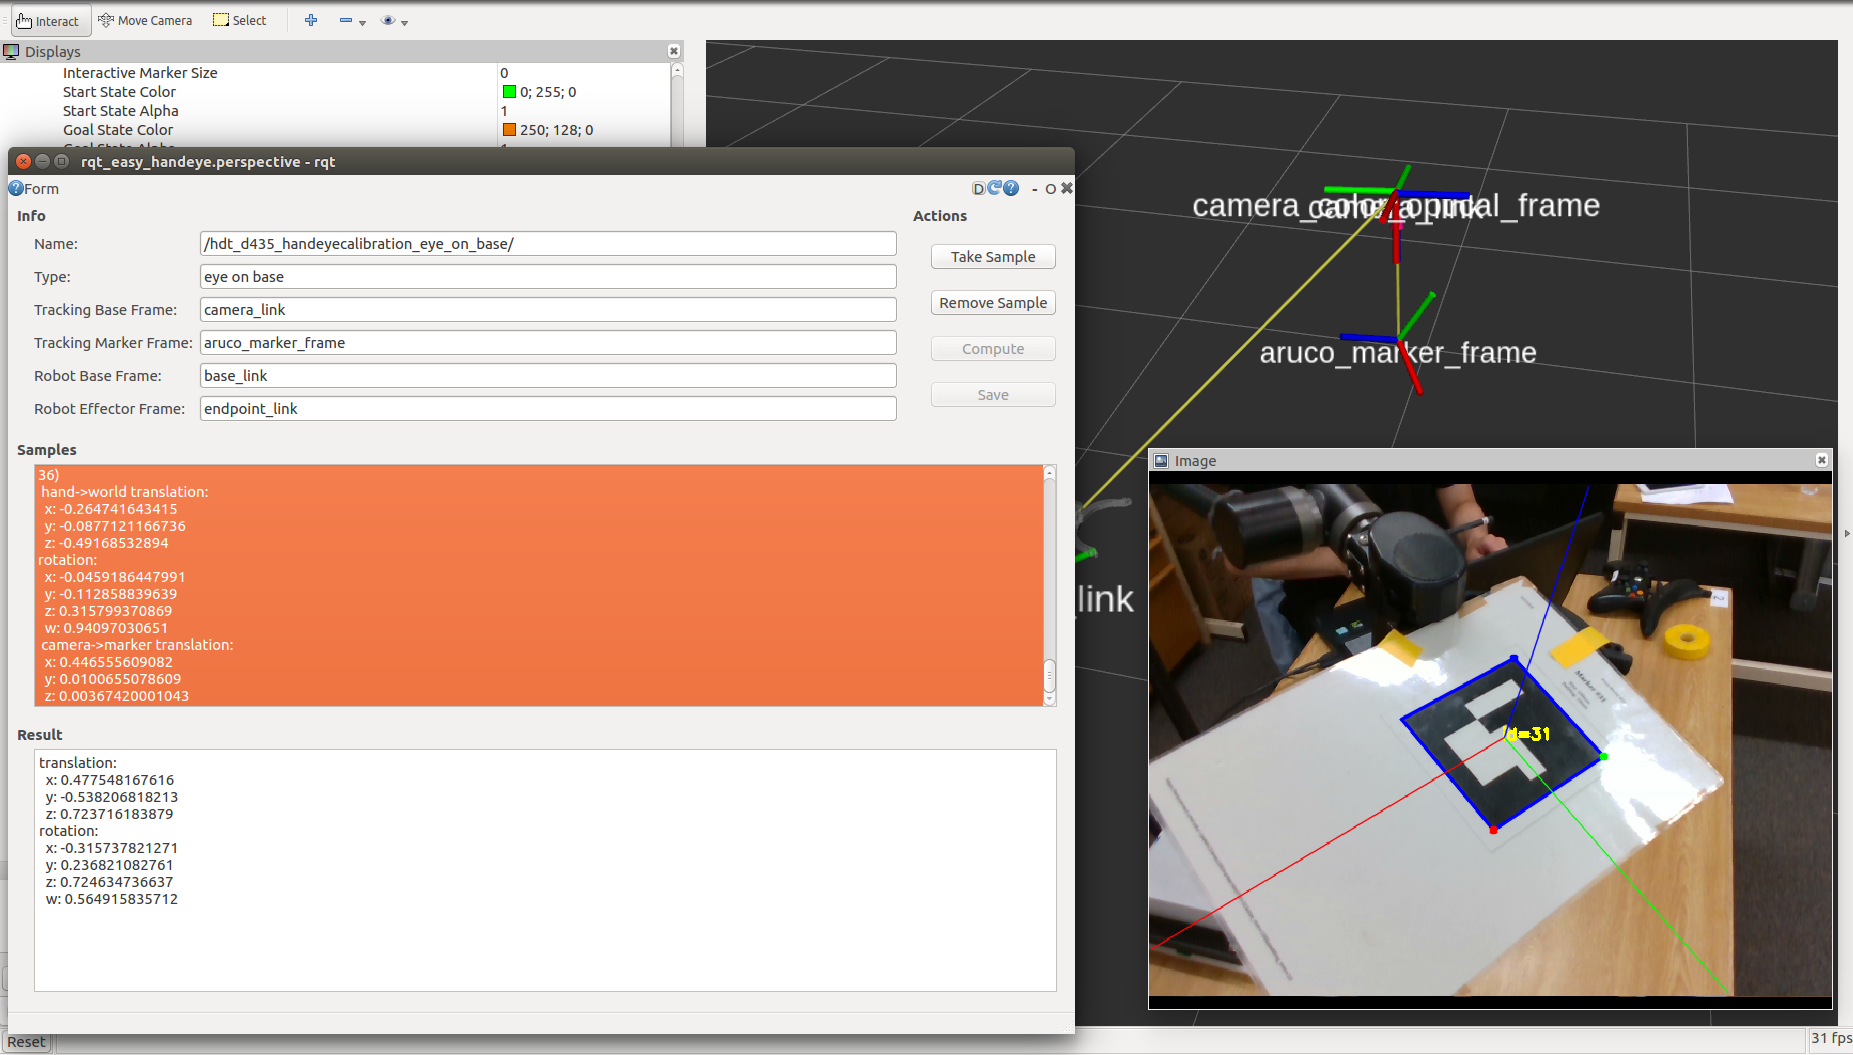 Interact
Move Camera
Select
Displays
Interactive Marker Size 0
Start State Color 0; 255; 0
Start State Alpha 1
Goal State Color 250; 128; 0
rqt_easy_handeye.perspective - rqt
Form
D
- O
Info
Actions
Name: /hdt_d435_handeyecalibration_eye_on_base/
Take Sample
Type: eye on base
Tracking Base Frame: camera_link
Remove Sample
Tracking Marker Frame: aruco_marker_frame
Compute
Robot Base Frame: base_link
Save
Robot Effector Frame: endpoint_link
Samples
36)
hand->world translation:
x: -0.264741643415
y: -0.0877121166736
z: -0.49168532894
rotation:
x: -0.0459186447991
y: -0.112858839639
z: 0.315799370869
w: 0.94097030651
camera->marker translation:
x: 0.446555609082
y: 0.0100655078609
z: 0.00367420001043
Result
translation:
x: 0.477548167616
y: -0.538206818213
z: 0.723716183879
rotation:
x: -0.315737821271
y: 0.236821082761
z: 0.724634736637
w: 0.564915835712
camera_color_optical_frame
camera_link
aruco_marker_frame
link
Image
Marker #31
id=31
Reset
31 fps